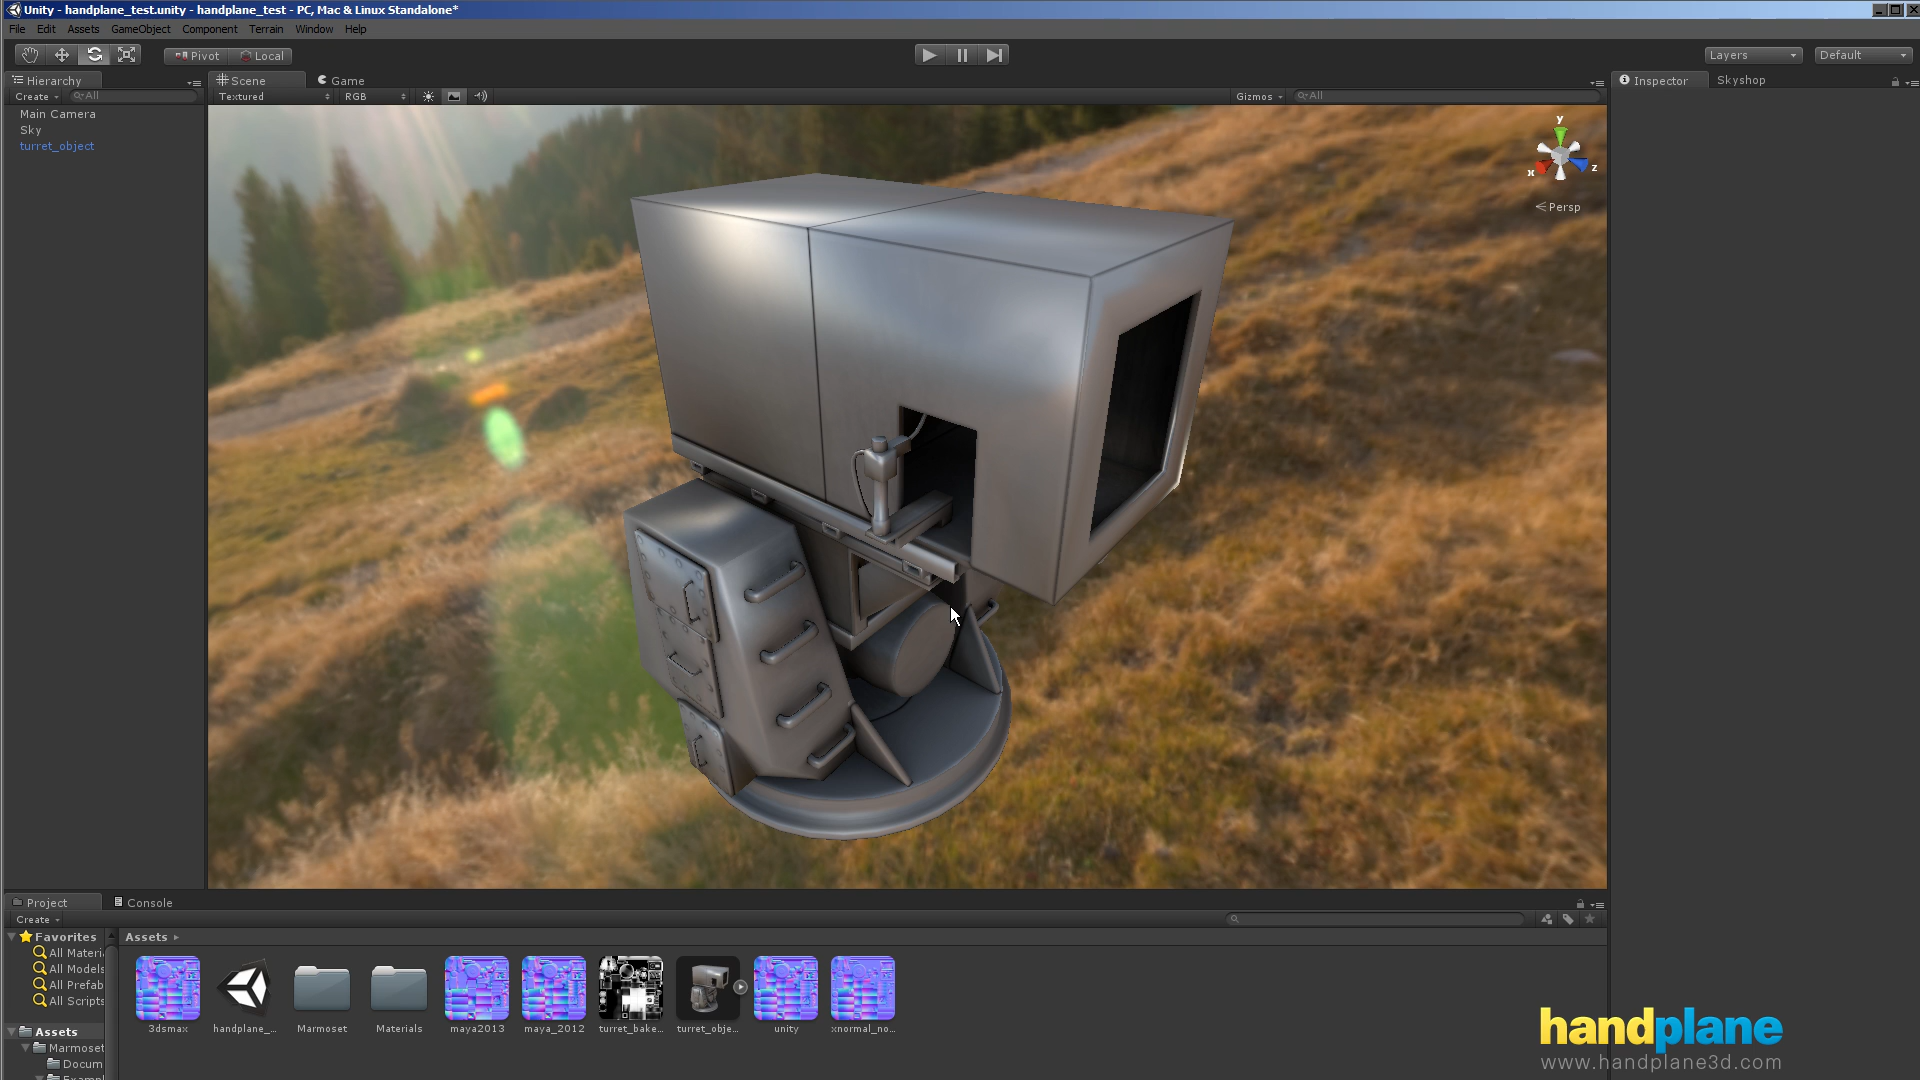 Unity - handplane_test.unity - handplane_test - PC, Mac & Linux Standalone*
File Edit Assets GameObject Component Terrain Window Help
Pivot Local Layers Default
Hierarchy Scene Game Inspector Skyshop
Create All Textured RGB Gizmos All
Main Camera
Sky
turret_object
y
x z
Persp
Project Console
Create
Favorites Assets
All Materi
All Models
All Prefab
All Scripts
3dsmax handplane_... Marmoset Materials maya2013 maya_2012 turret_bake... turret_obje... unity xnormal_no...
Assets
Marmoset
Docum
Exampl
handplane
www.handplane3d.com